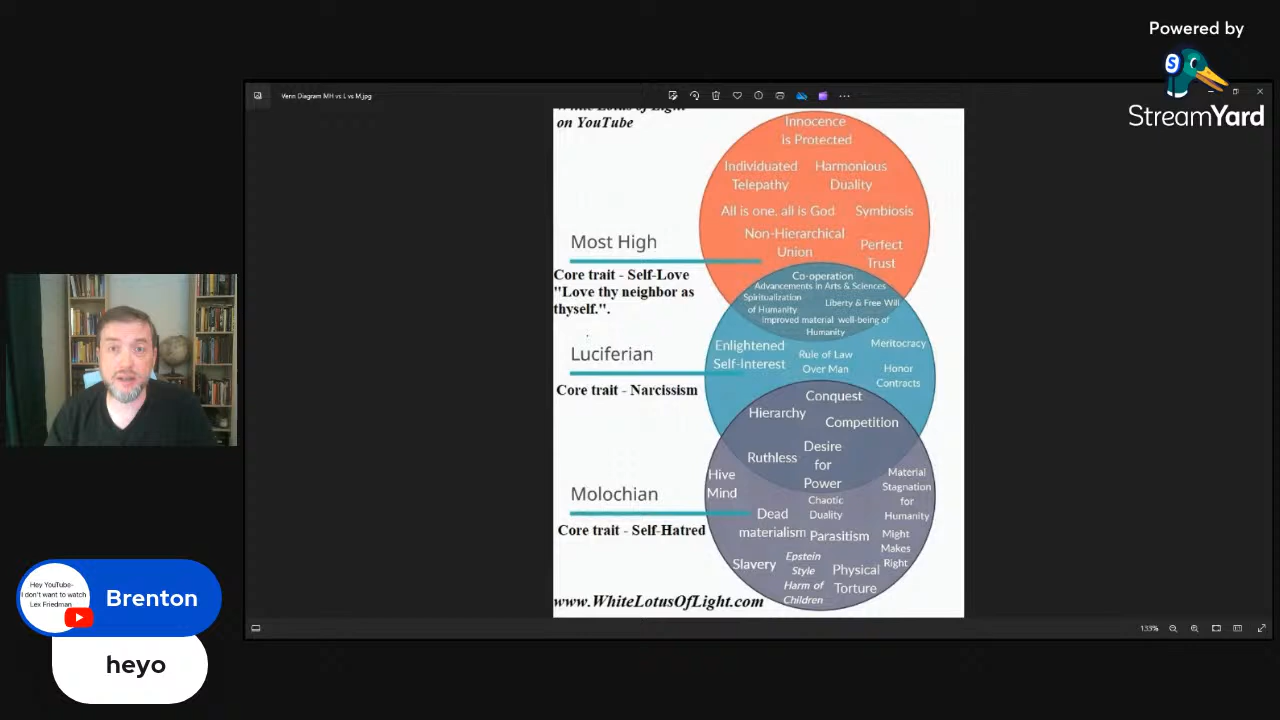 Powered by
StreamYard
Venn Diagram MH vs L vs M.jpg
White Lotus of Light
on YouTube
Innocence
is Protected
Individuated
Telepathy
Harmonious
Duality
All is one, all is God
Symbiosis
Non-Hierarchical
Union
Perfect
Trust
Most High
Core trait - Self-Love
"Love thy neighbor as
thyself.".
Co-operation
Advancements in Arts & Sciences
Spiritualization
of Humanity
Liberty & Free Will
Improved material well-being of
Humanity
Luciferian
Core trait - Narcissism
Enlightened
Self-Interest
Rule of Law
Over Man
Meritocracy
Honor
Contracts
Conquest
Hierarchy
Competition
Ruthless
Desire
for
Power
Molochian
Core trait - Self-Hatred
Hive
Mind
Material
Stagnation
for
Humanity
Chaotic
Duality
Dead
materialism
Parasitism
Might
Makes
Right
Slavery
Epstein
Style
Harm of
Children
Physical
Torture
www.WhiteLotusOfLight.com
133%
Hey YouTube-
I don't want to watch
Lex Friedman
Brenton
heyo